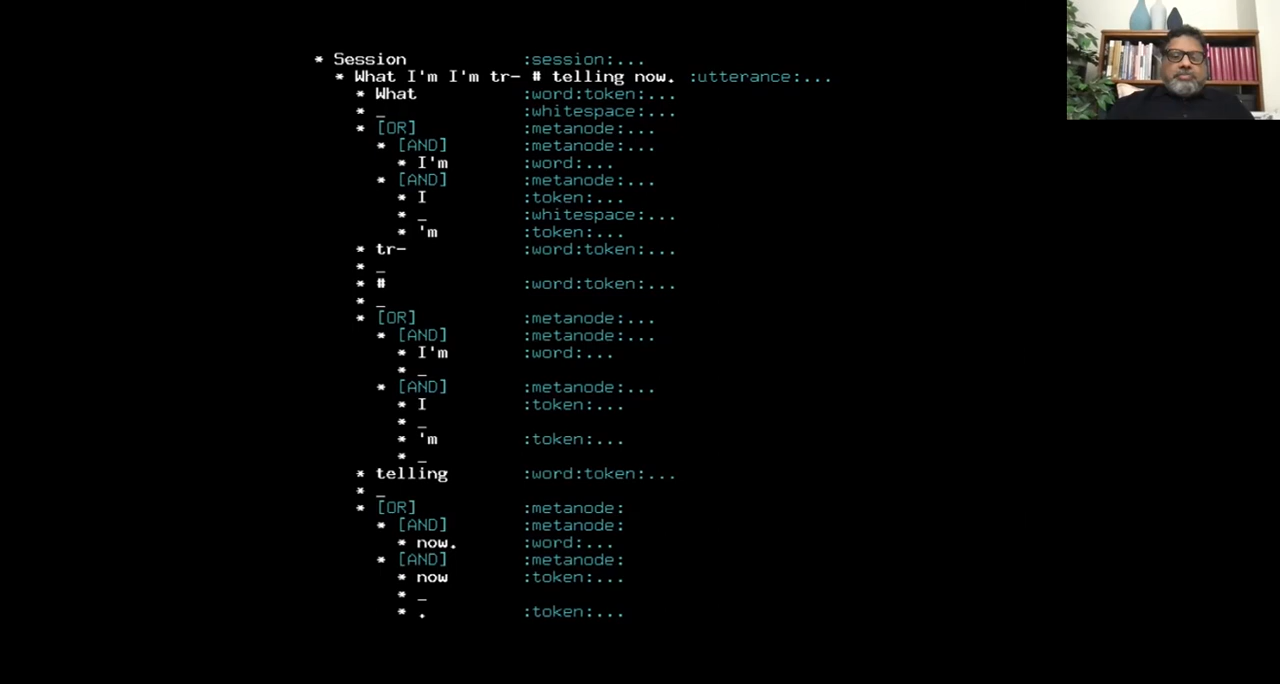 * Session :session:...
* What I'm I'm tr- # telling now. :utterance:...
* What :word:token:...
* _ :whitespace:...
* [OR] :metanode:...
* [AND] :metanode:...
* I'm :word:...
* [AND] :metanode:...
* I :token:...
* _ :whitespace:...
* 'm :token:...
* tr- :word:token:...
* _
* # :word:token:...
* _
* [OR] :metanode:...
* [AND] :metanode:...
* I'm :word:...
* _
* [AND] :metanode:...
* I :token:...
* _
* 'm :token:...
* _
* telling :word:token:...
* _
* [OR] :metanode:
* [AND] :metanode:
* now. :word:...
* [AND] :metanode:
* now :token:...
* _
* . :token:...